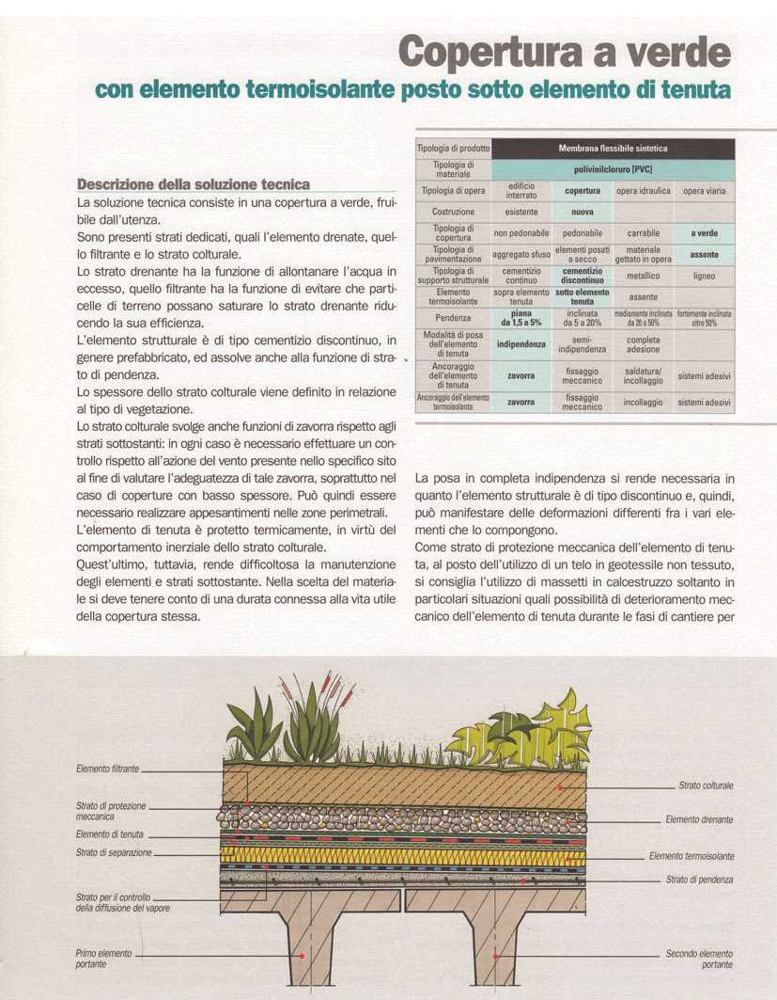 Copertura a verde
con elemento termoisolante posto sotto elemento di tenuta
Descrizione della soluzione tecnica
La soluzione tecnica consiste in una copertura a verde, frui-
bile dall'utenza.
Sono presenti strati dedicati, quali l'elemento drenate, quel-
lo filtrante e lo strato colturale.
Lo strato drenante ha la funzione di allontanare l'acqua in
eccesso, quello filtrante ha la funzione di evitare che parti-
celle di terreno possano saturare lo strato drenante ridu-
cendo la sua efficienza.
L'elemento strutturale è di tipo cementizio discontinuo, in
genere prefabbricato, ed assolve anche alla funzione di stra-
to di pendenza.
Lo spessore dello strato colturale viene definito in relazione
al tipo di vegetazione.
Lo strato colturale svolge anche funzioni di zavorra rispetto agli
strati sottostanti: in ogni caso è necessario effettuare un con-
trollo rispetto all'azione del vento presente nello specifico sito
al fine di valutare l'adeguatezza di tale zavorra, soprattutto nel
caso di coperture con basso spessore. Può quindi essere
necessario realizzare appesantimenti nelle zone perimetrali.
L'elemento di tenuta è protetto termicamente, in virtù del
comportamento inerziale dello strato colturale.
Quest'ultimo, tuttavia, rende difficoltosa la manutenzione
degli elementi e strati sottostante. Nella scelta del materia-
le si deve tenere conto di una durata connessa alla vita utile
della copertura stessa.
Tipologia di prodotto Membrana flessibile sintetica
Tipologia di
materiale polivinilcloruro [PVC]
Tipologia di opera edificio
interrato copertura opera idraulica opera viaria
Costruzione esistente nuova
Tipologia di
copertura non pedonabile pedonabile carrabile a verde
Tipologia di
pavimentazione aggregato sfuso elementi posati
a secco materiale
gettato in opera assente
Tipologia di
supporto strutturale cementizio
continuo cementizio
discontinuo metallico ligneo
Elemento
termoisolante sopra elemento
tenuta sotto elemento
tenuta assente
Pendenza piana
da 1,5 a 5% inclinata
da 5 a 20% mediamente inclinata
da 20 a 50% fortemente inclinata
oltre 50%
Modalità di posa
dell'elemento
di tenuta indipendenza semi-
indipendenza completa
adesione
Ancoraggio
dell'elemento
di tenuta zavorra fissaggio
meccanico saldatura/
incollaggio sistemi adesivi
Ancoraggio dell'elemento
termoisolante zavorra fissaggio
meccanico incollaggio sistemi adesivi
La posa in completa indipendenza si rende necessaria in
quanto l'elemento strutturale è di tipo discontinuo e, quindi,
può manifestare delle deformazioni differenti fra i vari ele-
menti che lo compongono.
Come strato di protezione meccanica dell'elemento di tenu-
ta, al posto dell'utilizzo di un telo in geotessile non tessuto,
si consiglia l'utilizzo di massetti in calcestruzzo soltanto in
particolari situazioni quali possibilità di deterioramento mec-
canico dell'elemento di tenuta durante le fasi di cantiere per
Elemento filtrante
Strato di protezione
meccanica
Elemento di tenuta
Strato di separazione
Strato per il controllo
della diffusione del vapore
Primo elemento
portante
Strato colturale
Elemento drenante
Elemento termoisolante
Strato di pendenza
Secondo elemento
portante